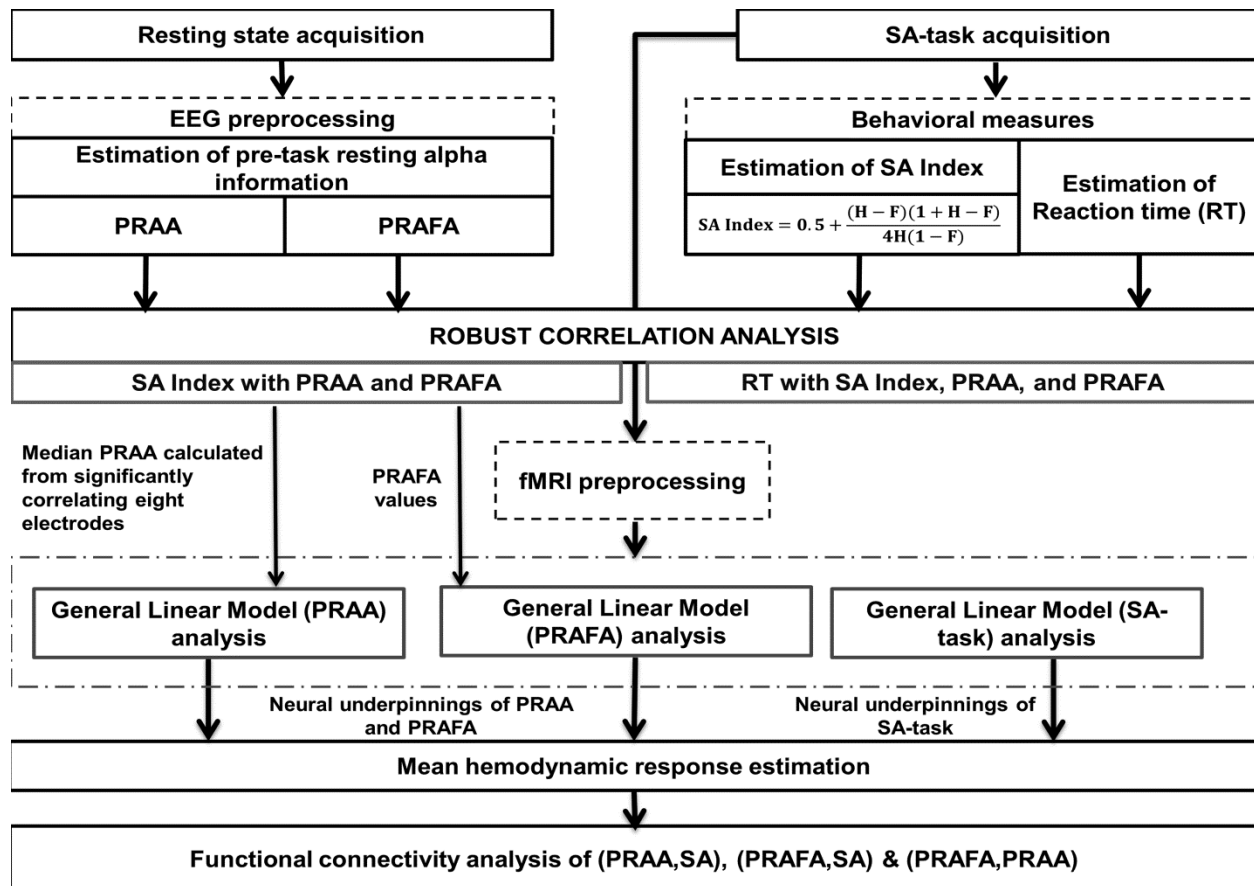 Resting state acquisition
SA-task acquisition
EEG preprocessing
Estimation of pre-task resting alpha
information
PRAA
PRAFA
Behavioral measures
Estimation of SA Index
SA Index = 0.5 + (H − F)(1 + H − F) / 4H(1 − F)
Estimation of
Reaction time (RT)
ROBUST CORRELATION ANALYSIS
SA Index with PRAA and PRAFA
RT with SA Index, PRAA, and PRAFA
Median PRAA calculated
from significantly
correlating eight
electrodes
PRAFA
values
fMRI preprocessing
General Linear Model (PRAA)
analysis
General Linear Model
(PRAFA) analysis
General Linear Model (SA-
task) analysis
Neural underpinnings of PRAA
and PRAFA
Neural underpinnings of
SA-task
Mean hemodynamic response estimation
Functional connectivity analysis of (PRAA,SA), (PRAFA,SA) & (PRAFA,PRAA)